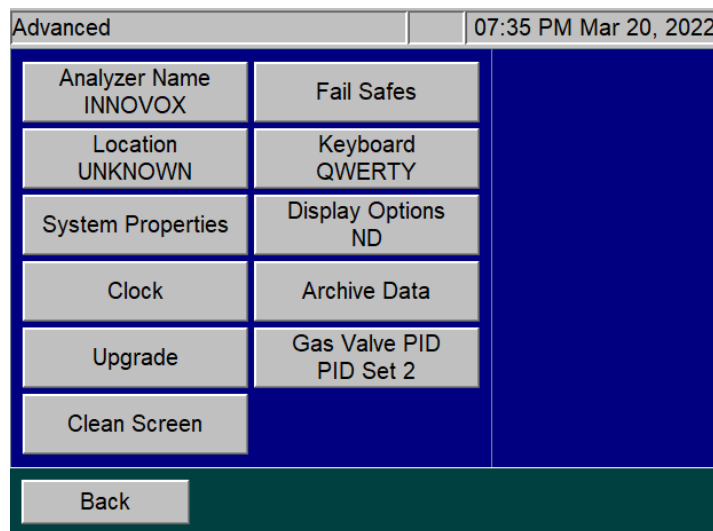 Advanced
07:35 PM Mar 20, 2022
Analyzer Name
INNOVOX
Fail Safes
Location
UNKNOWN
Keyboard
QWERTY
System Properties
Display Options
ND
Clock
Archive Data
Upgrade
Gas Valve PID
PID Set 2
Clean Screen
Back